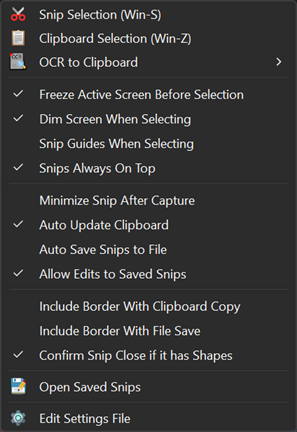 Snip Selection (Win-S)
Clipboard Selection (Win-Z)
OCR to Clipboard
Freeze Active Screen Before Selection
Dim Screen When Selecting
Snip Guides When Selecting
Snips Always On Top
Minimize Snip After Capture
Auto Update Clipboard
Auto Save Snips to File
Allow Edits to Saved Snips
Include Border With Clipboard Copy
Include Border With File Save
Confirm Snip Close if it has Shapes
Open Saved Snips
Edit Settings File